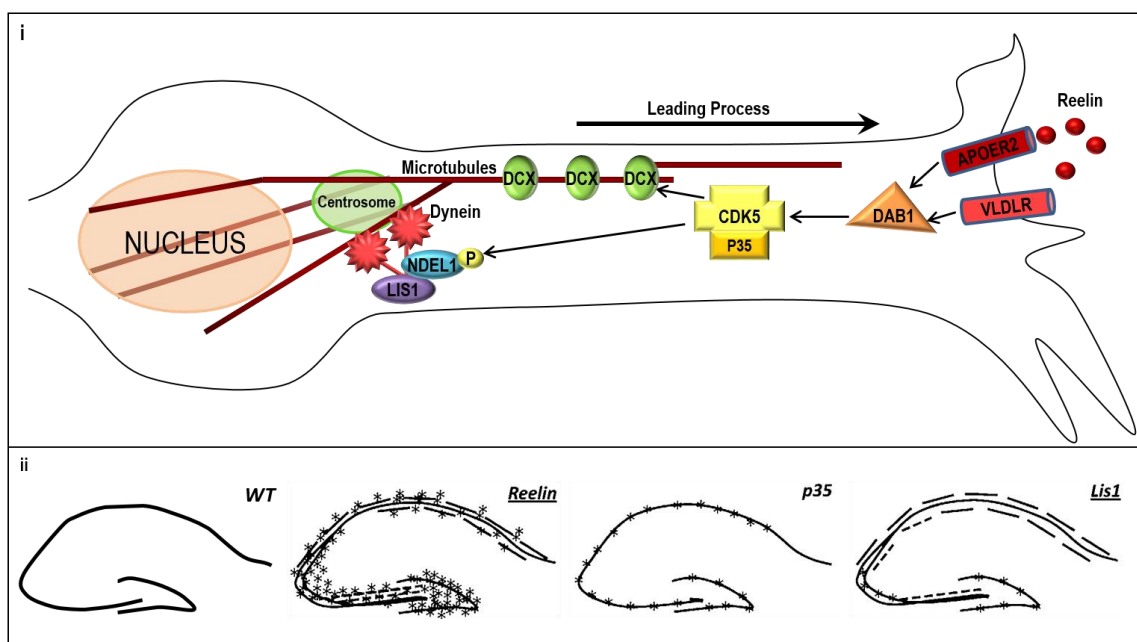 i
Leading Process
Reelin
APOER2
Microtubules
DCX
DCX
DCX
Centrosome
Dynein
CDK5
DAB1
VLDLR
NUCLEUS
P35
NDEL1
P
LIS1
ii
WT
Reelin
p35
Lis1